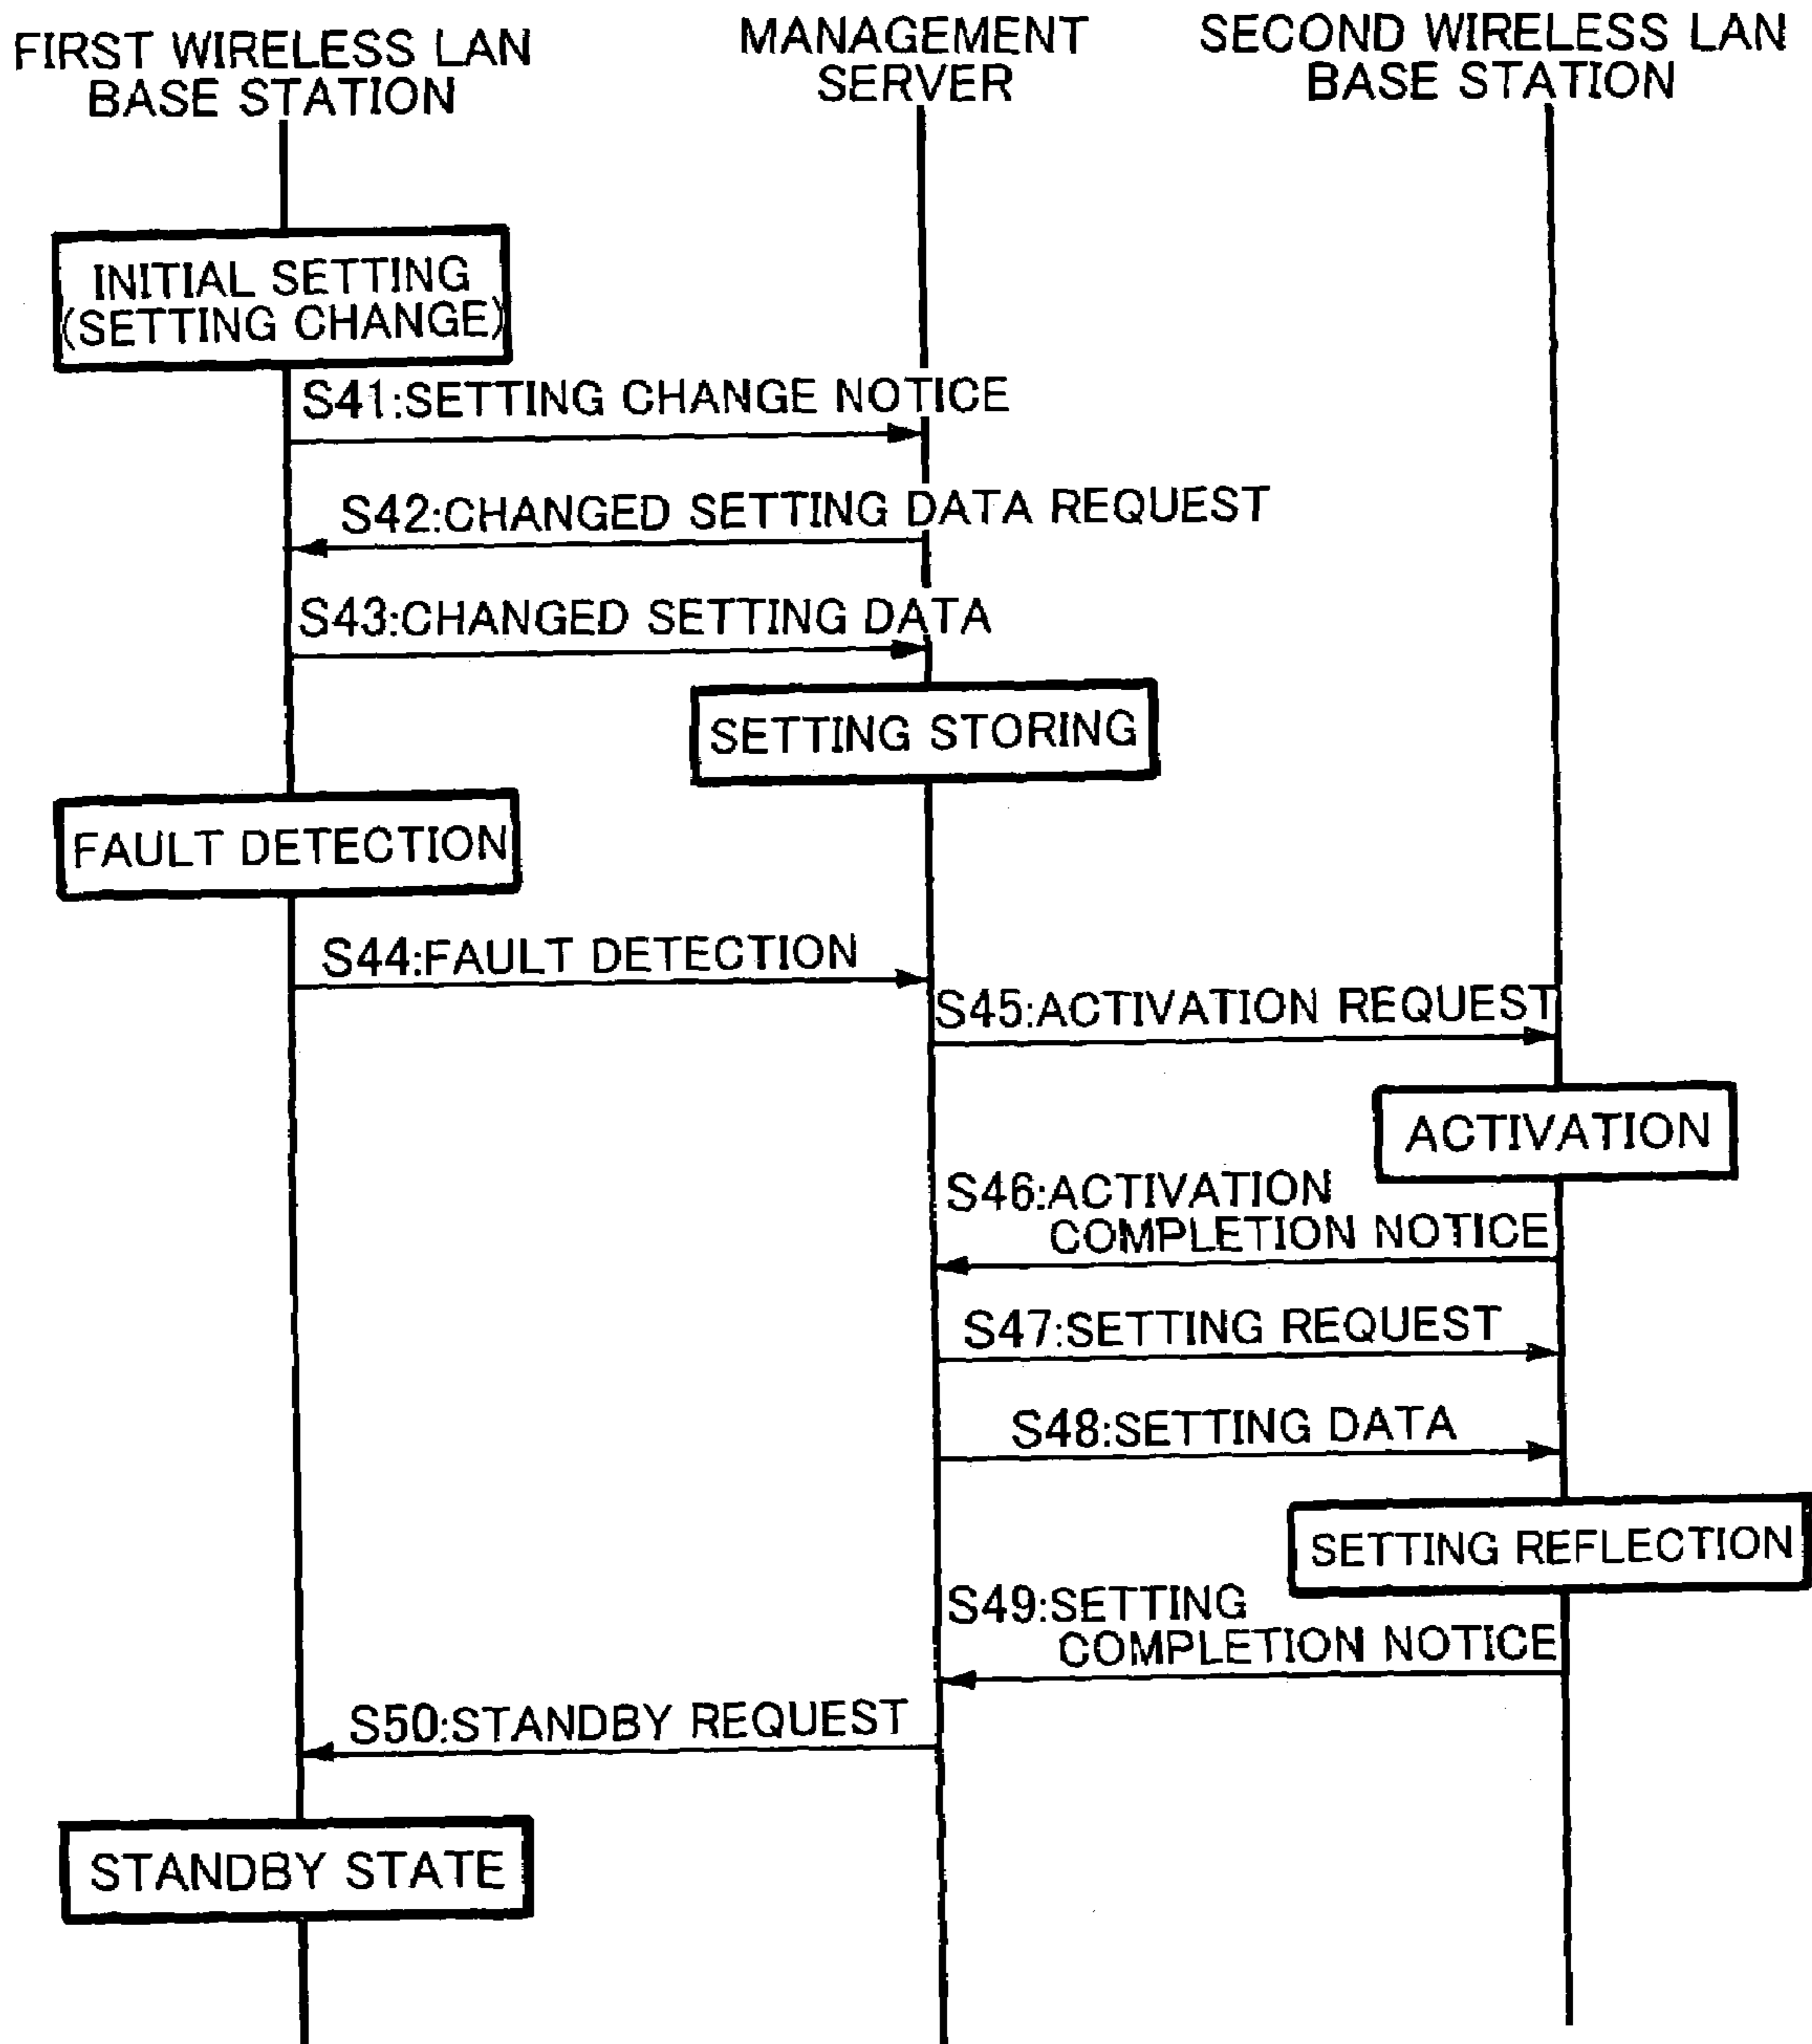 FIRST WIRELESS LAN
BASE STATION
MANAGEMENT
SERVER
SECOND WIRELESS LAN
BASE STATION
INITIAL SETTING
(SETTING CHANGE)
S41:SETTING CHANGE NOTICE
S42:CHANGED SETTING DATA REQUEST
S43:CHANGED SETTING DATA
SETTING STORING
FAULT DETECTION
S44:FAULT DETECTION
S45:ACTIVATION REQUEST
ACTIVATION
S46:ACTIVATION
COMPLETION NOTICE
S47:SETTING REQUEST
S48:SETTING DATA
SETTING REFLECTION
S49:SETTING
COMPLETION NOTICE
S50:STANDBY REQUEST
STANDBY STATE